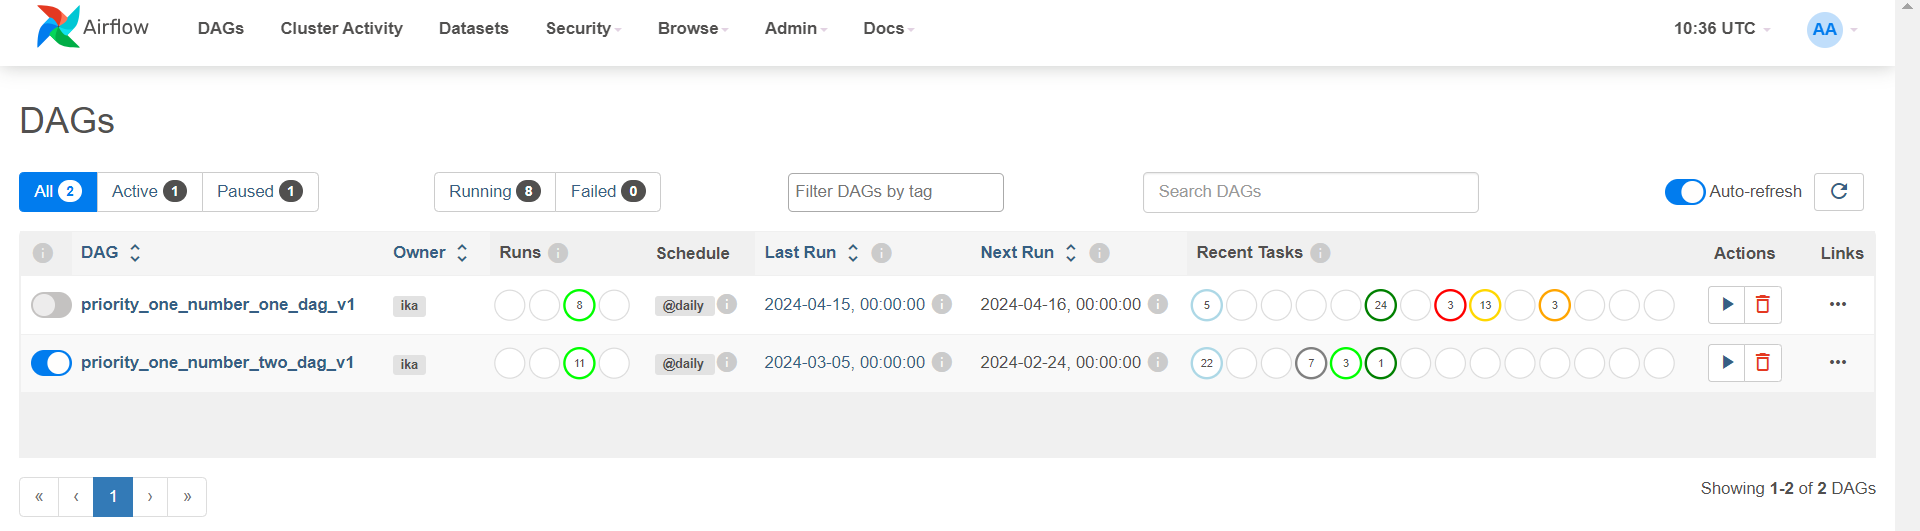 Airflow DAGs Cluster Activity Datasets Security Browse Admin Docs 10:36 UTC AA
DAGs
All 2 Active 1 Paused 1 Running 8 Failed 0 Filter DAGs by tag Search DAGs Auto-refresh
i DAG Owner Runs i Schedule Last Run i Next Run i Recent Tasks i Actions Links
priority_one_number_one_dag_v1 ika 8 @daily i 2024-04-15, 00:00:00 i 2024-04-16, 00:00:00 i 5 24 3 13 3 ...
priority_one_number_two_dag_v1 ika 11 @daily i 2024-03-05, 00:00:00 i 2024-02-24, 00:00:00 i 22 7 3 1 ...
« ‹ 1 › » Showing 1-2 of 2 DAGs